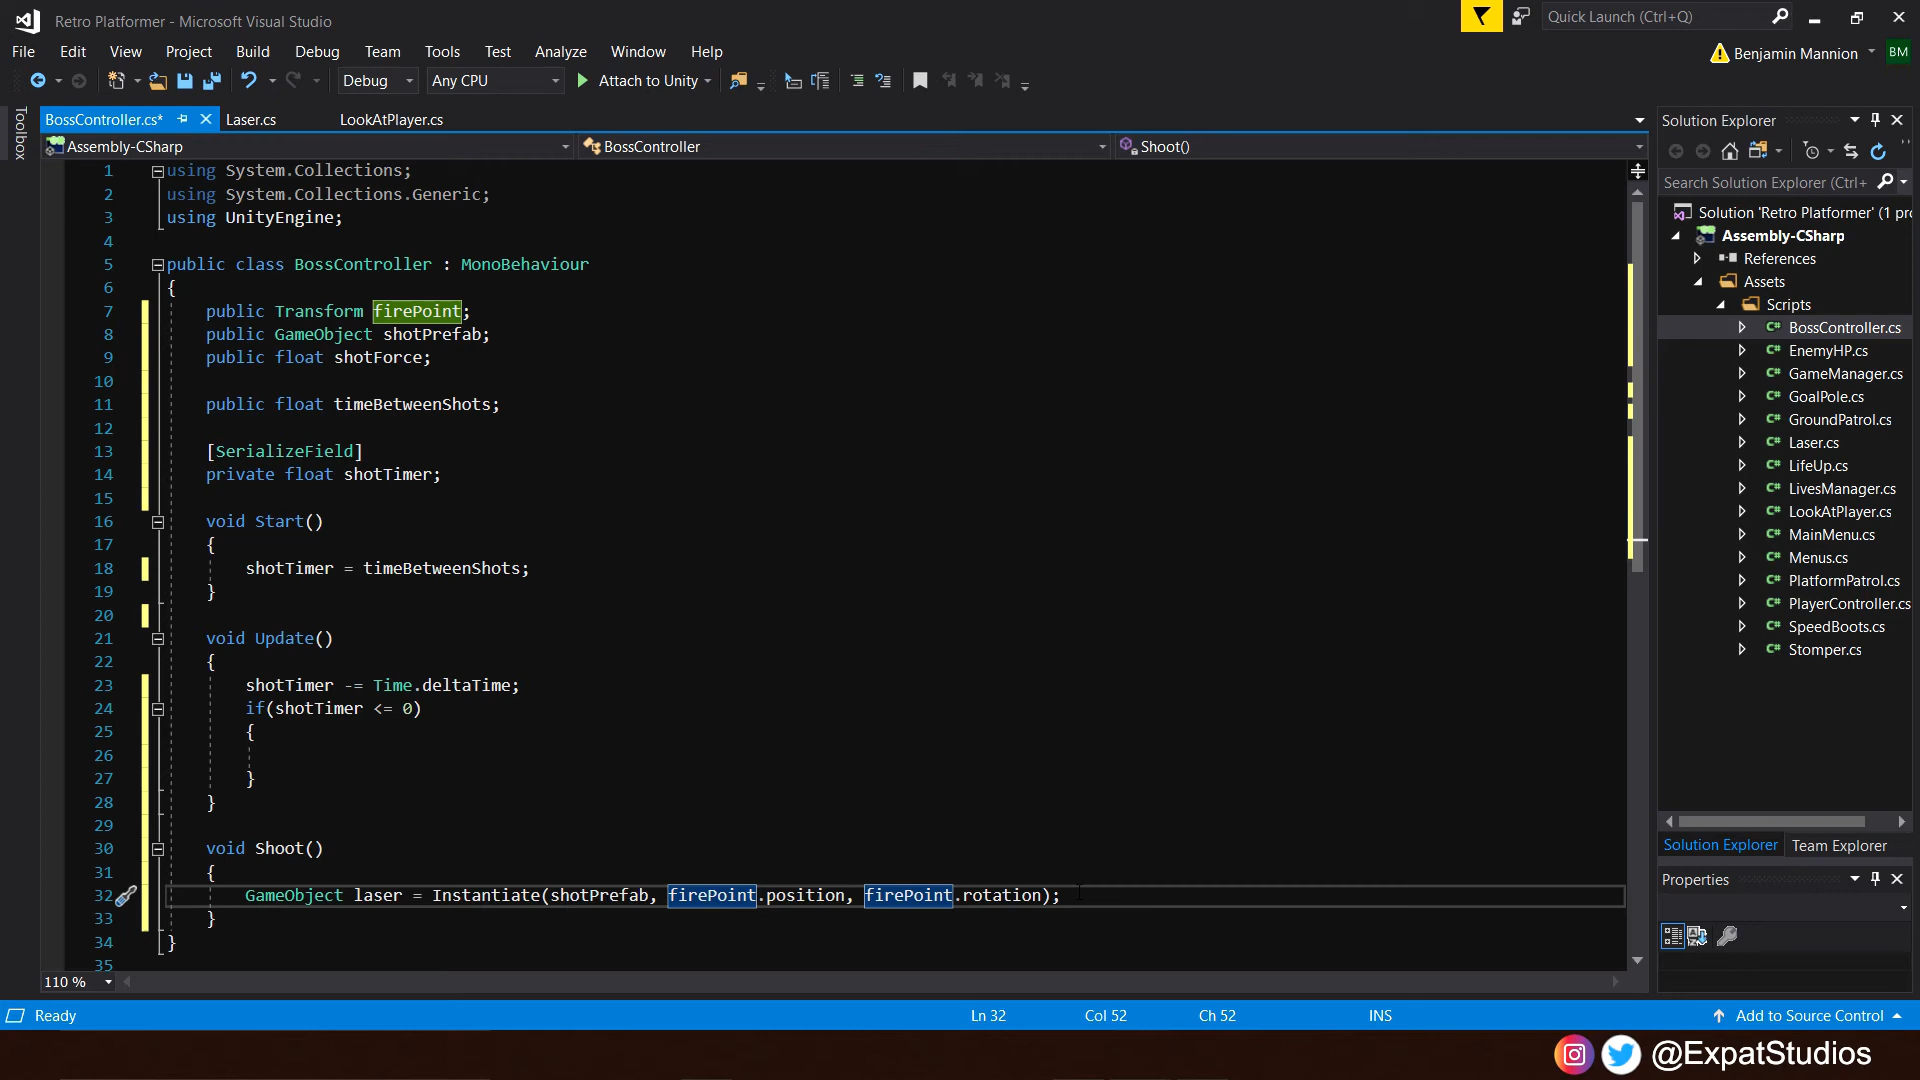 Retro Platformer - Microsoft Visual Studio
Quick Launch (Ctrl+Q)
File Edit View Project Build Debug Team Tools Test Analyze Window Help
Benjamin Mannion BM
Debug Any CPU Attach to Unity
Toolbox
BossController.cs* Laser.cs LookAtPlayer.cs
Assembly-CSharp BossController Shoot()
1 using System.Collections;
2 using System.Collections.Generic;
3 using UnityEngine;
4
5 public class BossController : MonoBehaviour
6 {
7 public Transform firePoint;
8 public GameObject shotPrefab;
9 public float shotForce;
10
11 public float timeBetweenShots;
12
13 [SerializeField]
14 private float shotTimer;
15
16 void Start()
17 {
18 shotTimer = timeBetweenShots;
19 }
20
21 void Update()
22 {
23 shotTimer -= Time.deltaTime;
24 if(shotTimer <= 0)
25 {
26
27 }
28 }
29
30 void Shoot()
31 {
32 GameObject laser = Instantiate(shotPrefab, firePoint.position, firePoint.rotation);
33 }
34 }
35
110 %
Solution Explorer
Search Solution Explorer (Ctrl+
Solution 'Retro Platformer' (1 pr
Assembly-CSharp
References
Assets
Scripts
C# BossController.cs
C# EnemyHP.cs
C# GameManager.cs
C# GoalPole.cs
C# GroundPatrol.cs
C# Laser.cs
C# LifeUp.cs
C# LivesManager.cs
C# LookAtPlayer.cs
C# MainMenu.cs
C# Menus.cs
C# PlatformPatrol.cs
C# PlayerController.cs
C# SpeedBoots.cs
C# Stomper.cs
Solution Explorer Team Explorer
Properties
Ready Ln 32 Col 52 Ch 52 INS Add to Source Control
@ExpatStudios